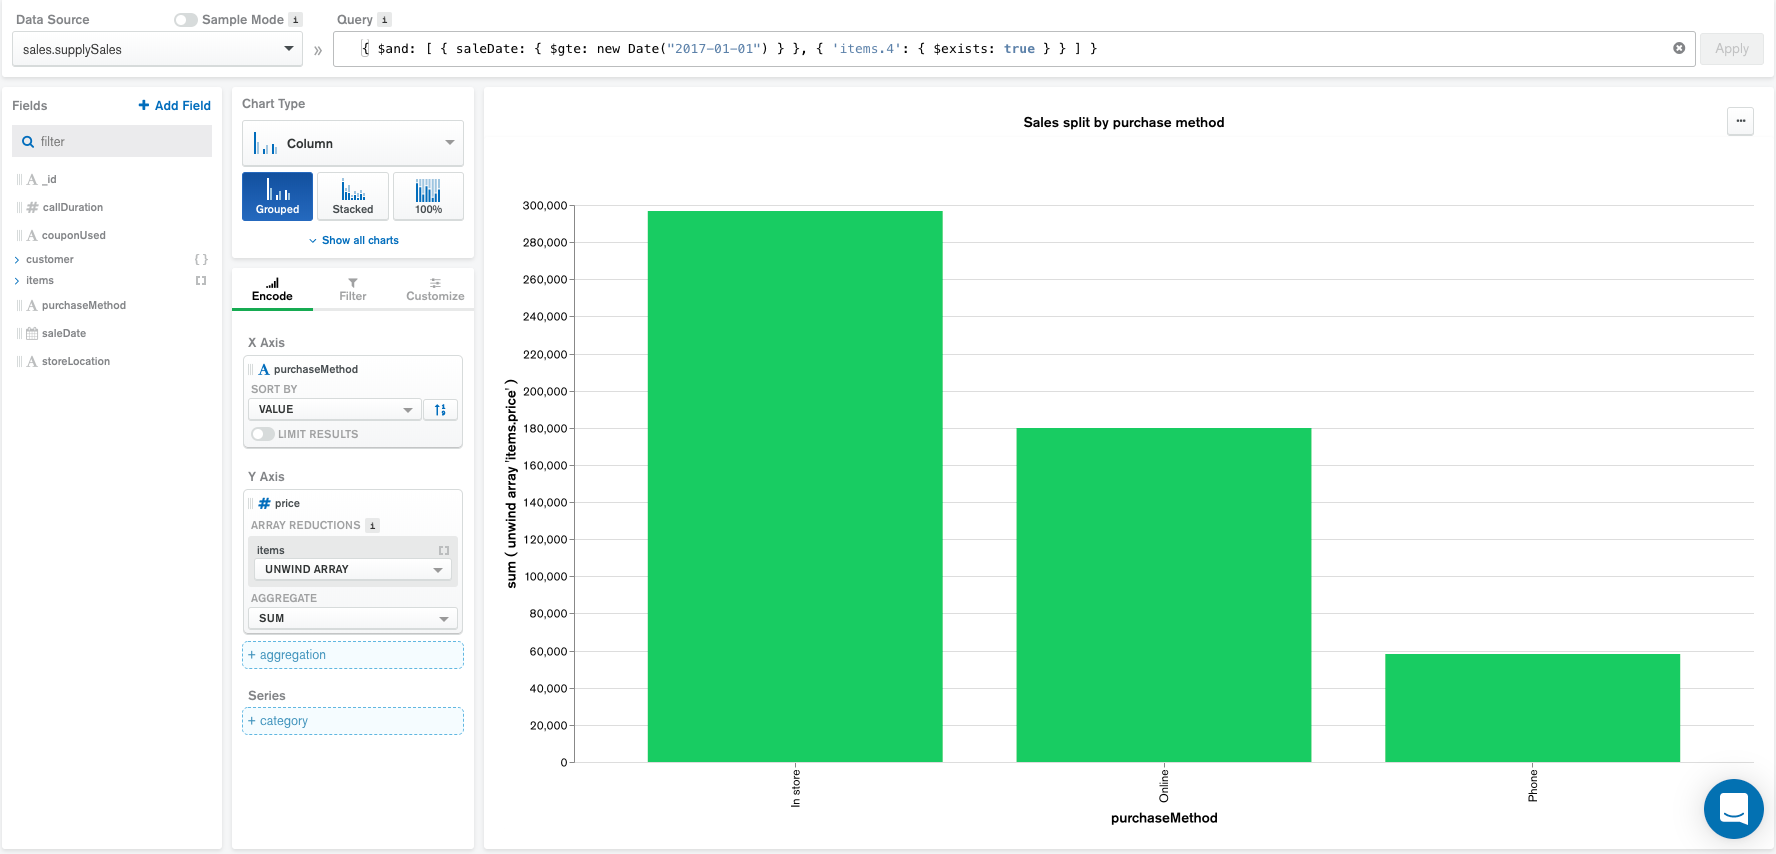 Data Source
Sample Mode i
Query i
sales.supplySales
»
{ $and: [ { saleDate: { $gte: new Date("2017-01-01") } }, { 'items.4': { $exists: true } } ] }
Apply
Fields
+ Add Field
filter
A _id
# callDuration
A couponUsed
> customer { }
> items [ ]
A purchaseMethod
saleDate
A storeLocation
Chart Type
Column
Grouped
Stacked
100%
Show all charts
Encode
Filter
Customize
X Axis
A purchaseMethod
SORT BY
VALUE
LIMIT RESULTS
Y Axis
# price
ARRAY REDUCTIONS i
items [ ]
UNWIND ARRAY
AGGREGATE
SUM
+ aggregation
Series
+ category
Sales split by purchase method
...
300,000
280,000
260,000
240,000
220,000
200,000
180,000
160,000
140,000
120,000
100,000
80,000
60,000
40,000
20,000
0
sum ( unwind array 'items.price' )
In store
Online
Phone
purchaseMethod